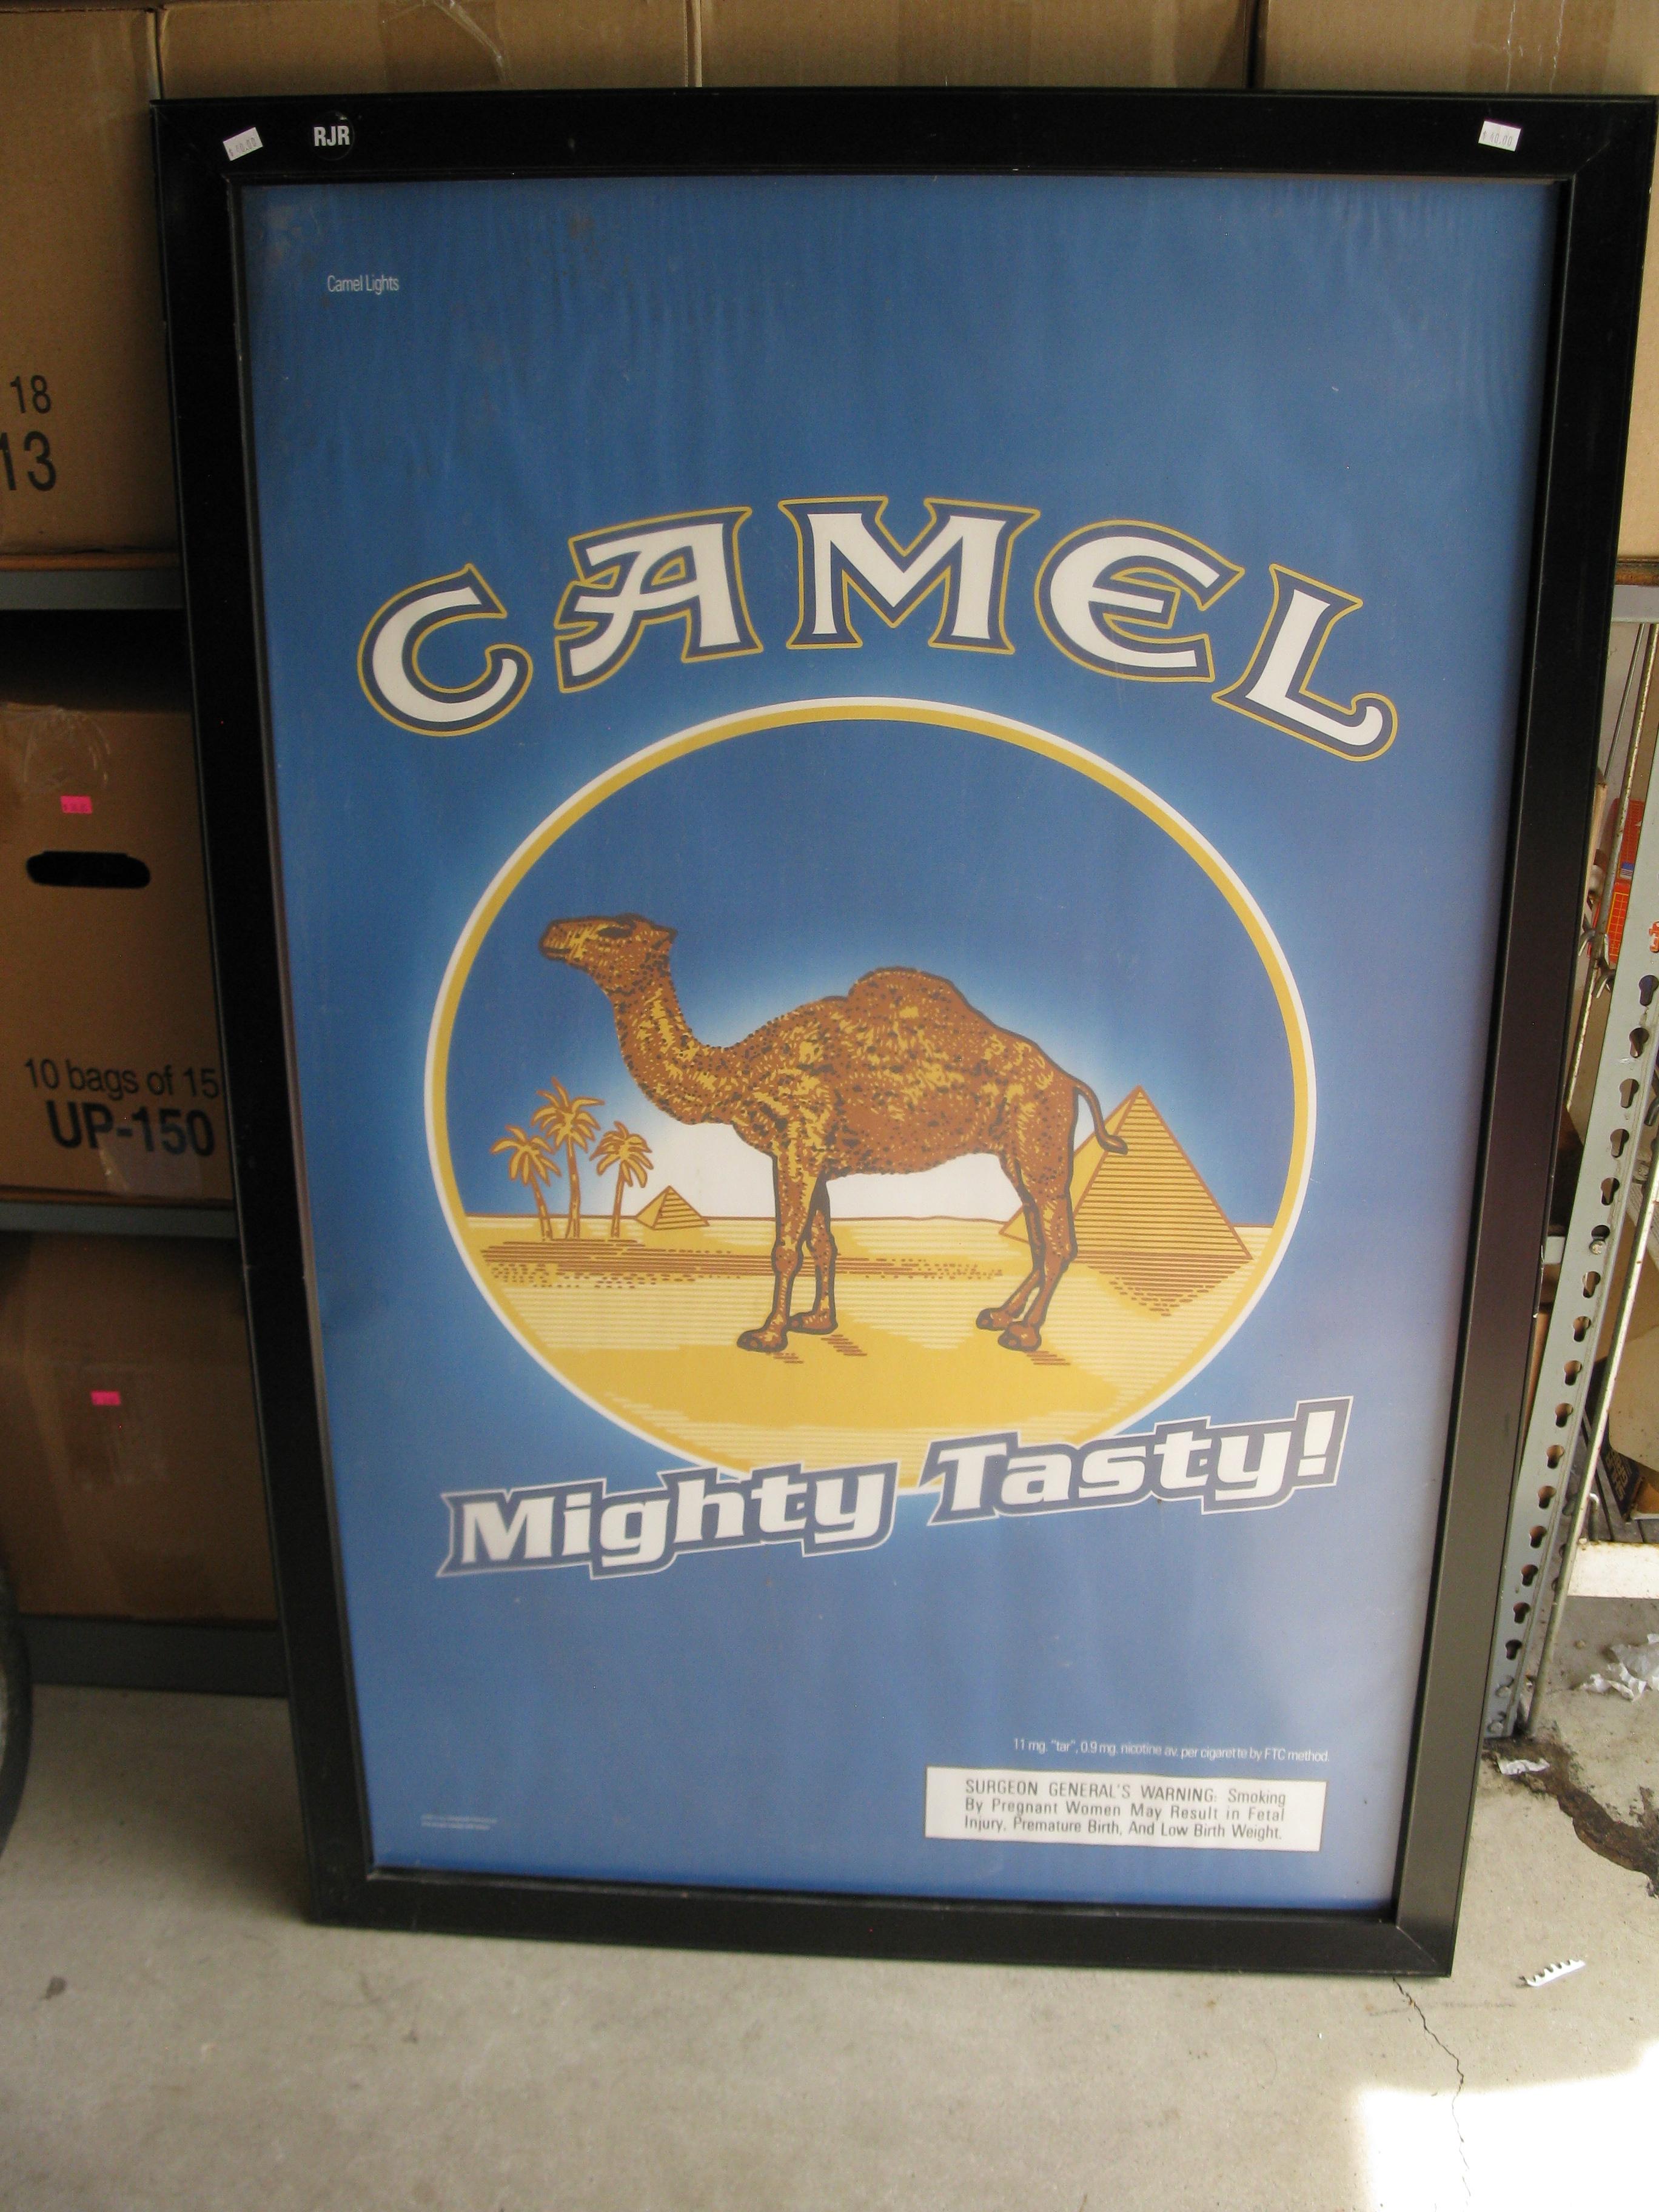 RJR
Camel Lights
18
13
CAMEL
10 bags of 15
UP-150
Mighty Tasty!
11 mg. "tar", 0.9 mg. nicotine av. per cigarette by FTC method.
SURGEON GENERAL'S WARNING: Smoking
By Pregnant Women May Result in Fetal
Injury, Premature Birth, And Low Birth Weight.